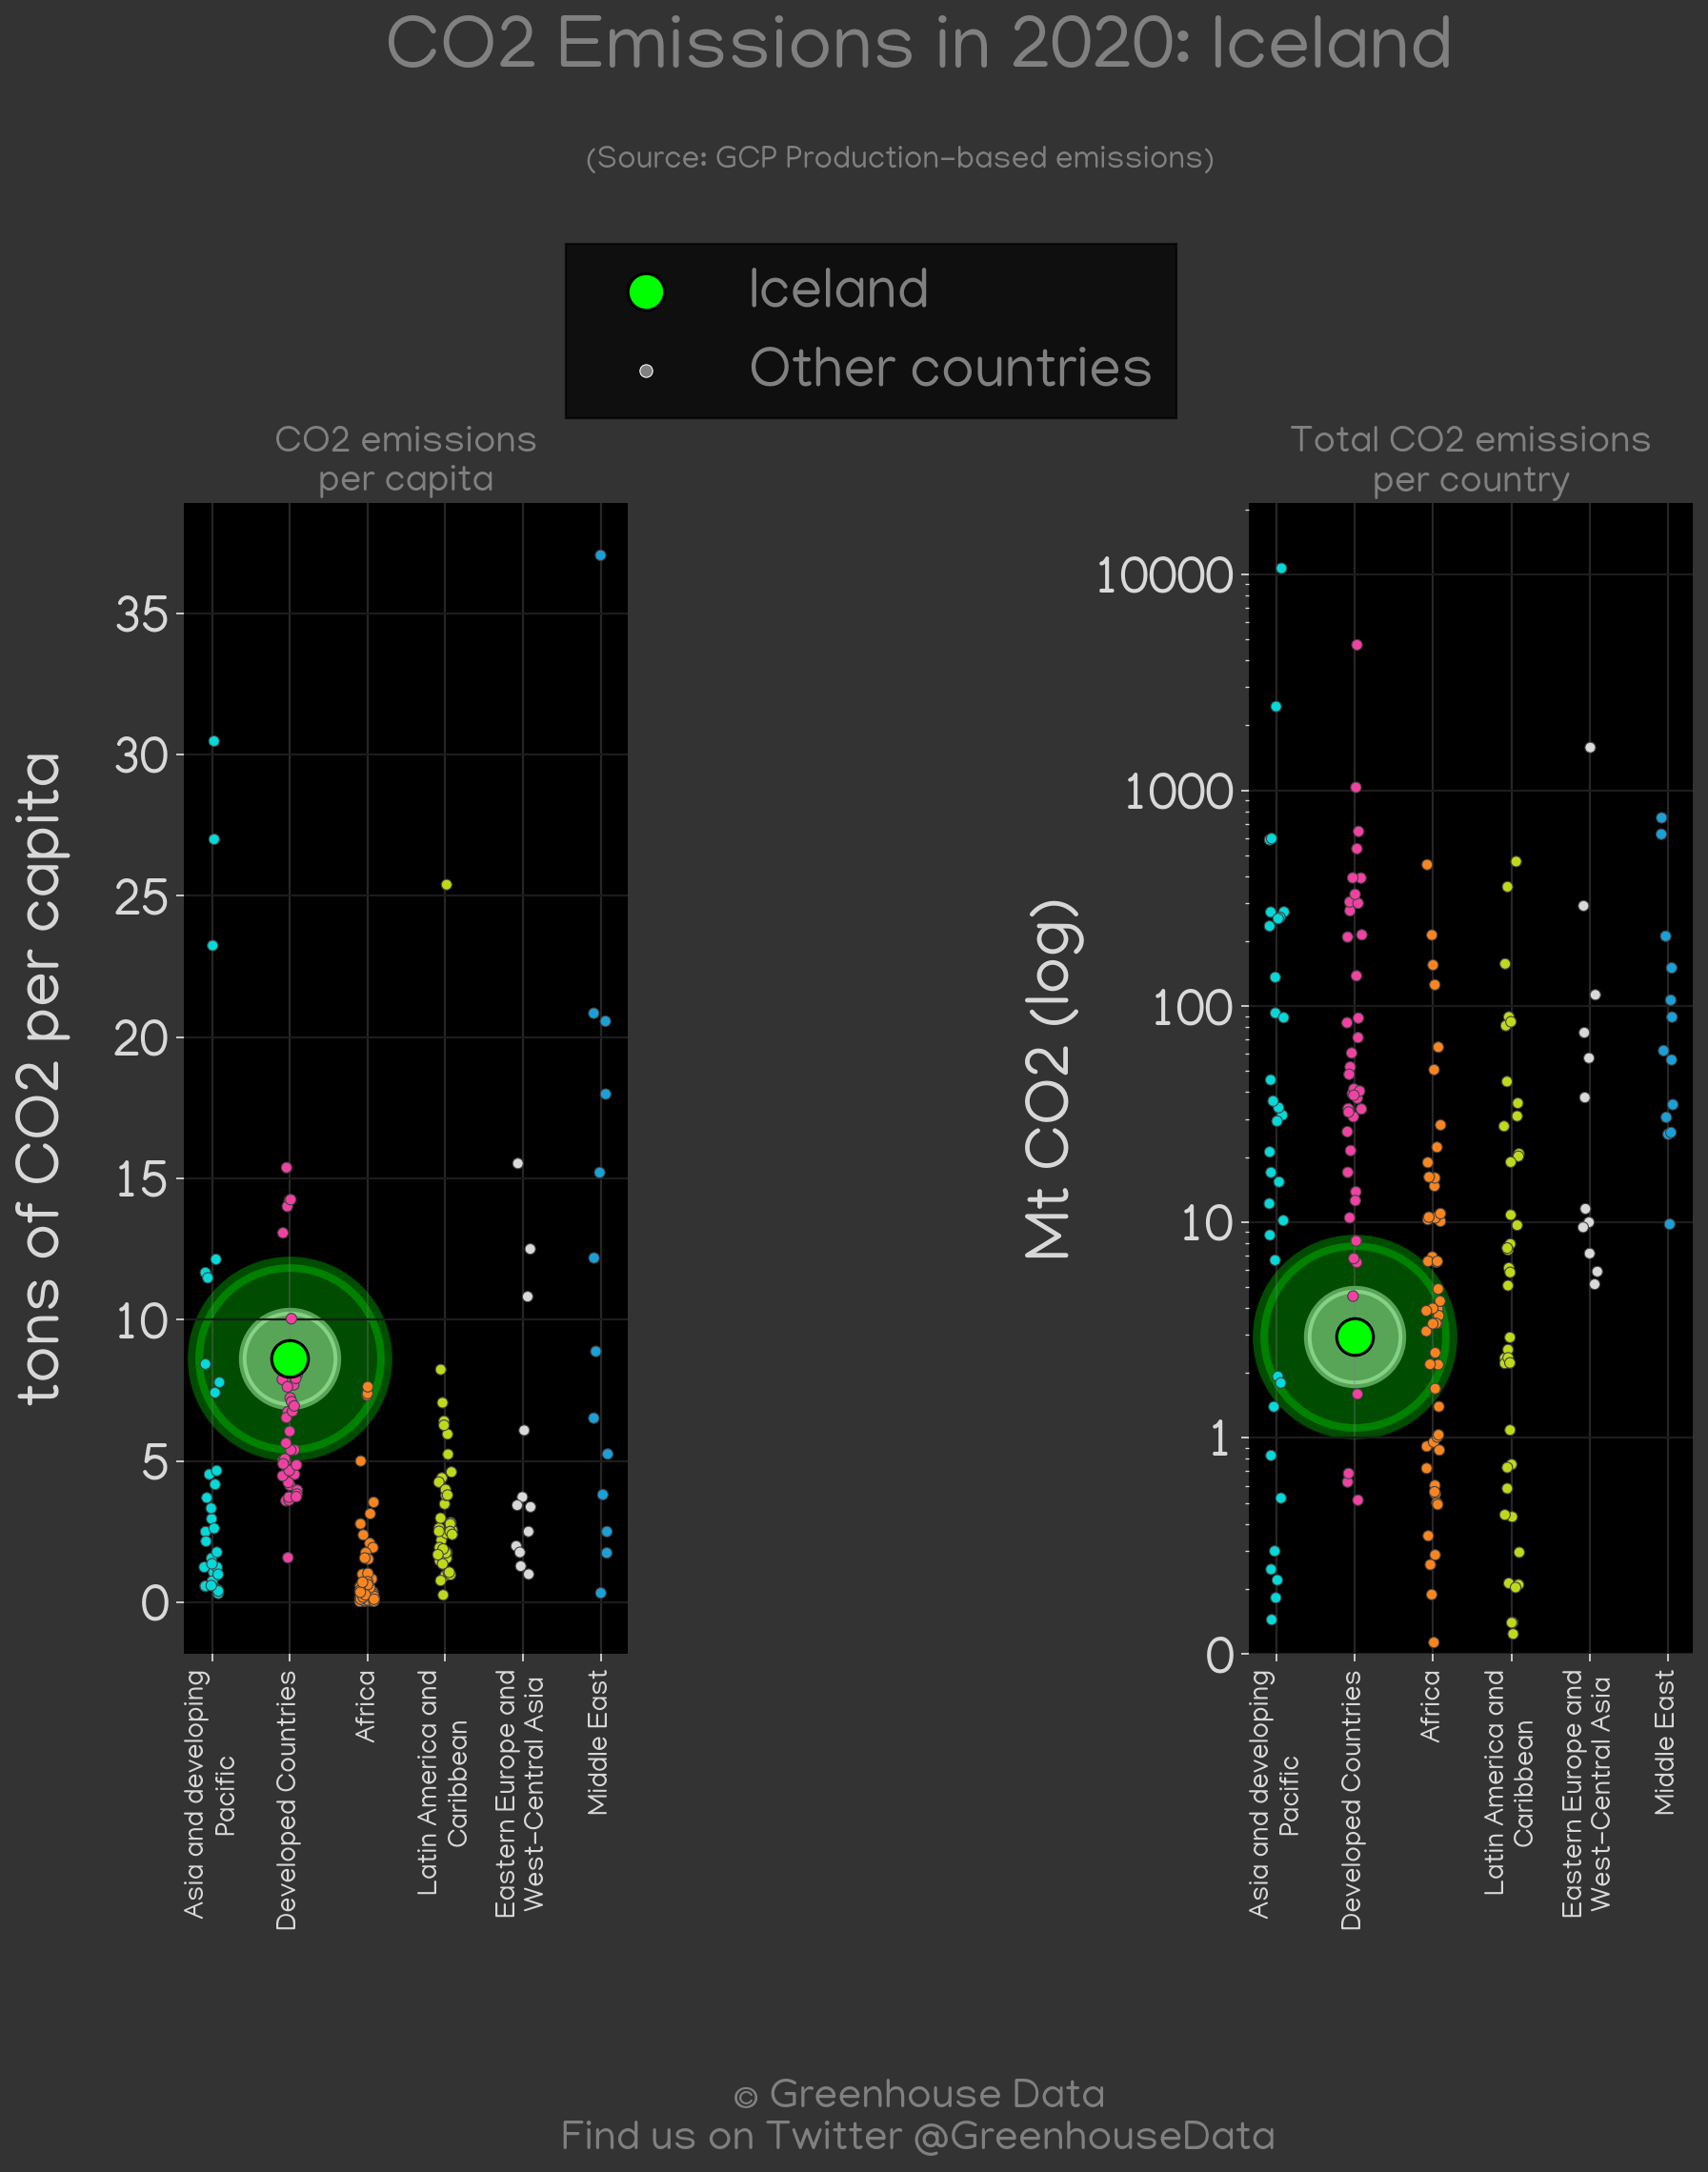 CO2 Emissions in 2020: Iceland
(Source: GCP Production-based emissions)
Iceland
Other countries
CO2 emissions
per capita
tons of CO2 per capita
35
30
25
20
15
10
5
0
Asia and developing
Pacific
Developed Countries
Africa
Latin America and
Caribbean
Eastern Europe and
West-Central Asia
Middle East
Total CO2 emissions
per country
Mt CO2 (log)
10000
1000
100
10
1
0
Asia and developing
Pacific
Developed Countries
Africa
Latin America and
Caribbean
Eastern Europe and
West-Central Asia
Middle East
© Greenhouse Data
Find us on Twitter @GreenhouseData